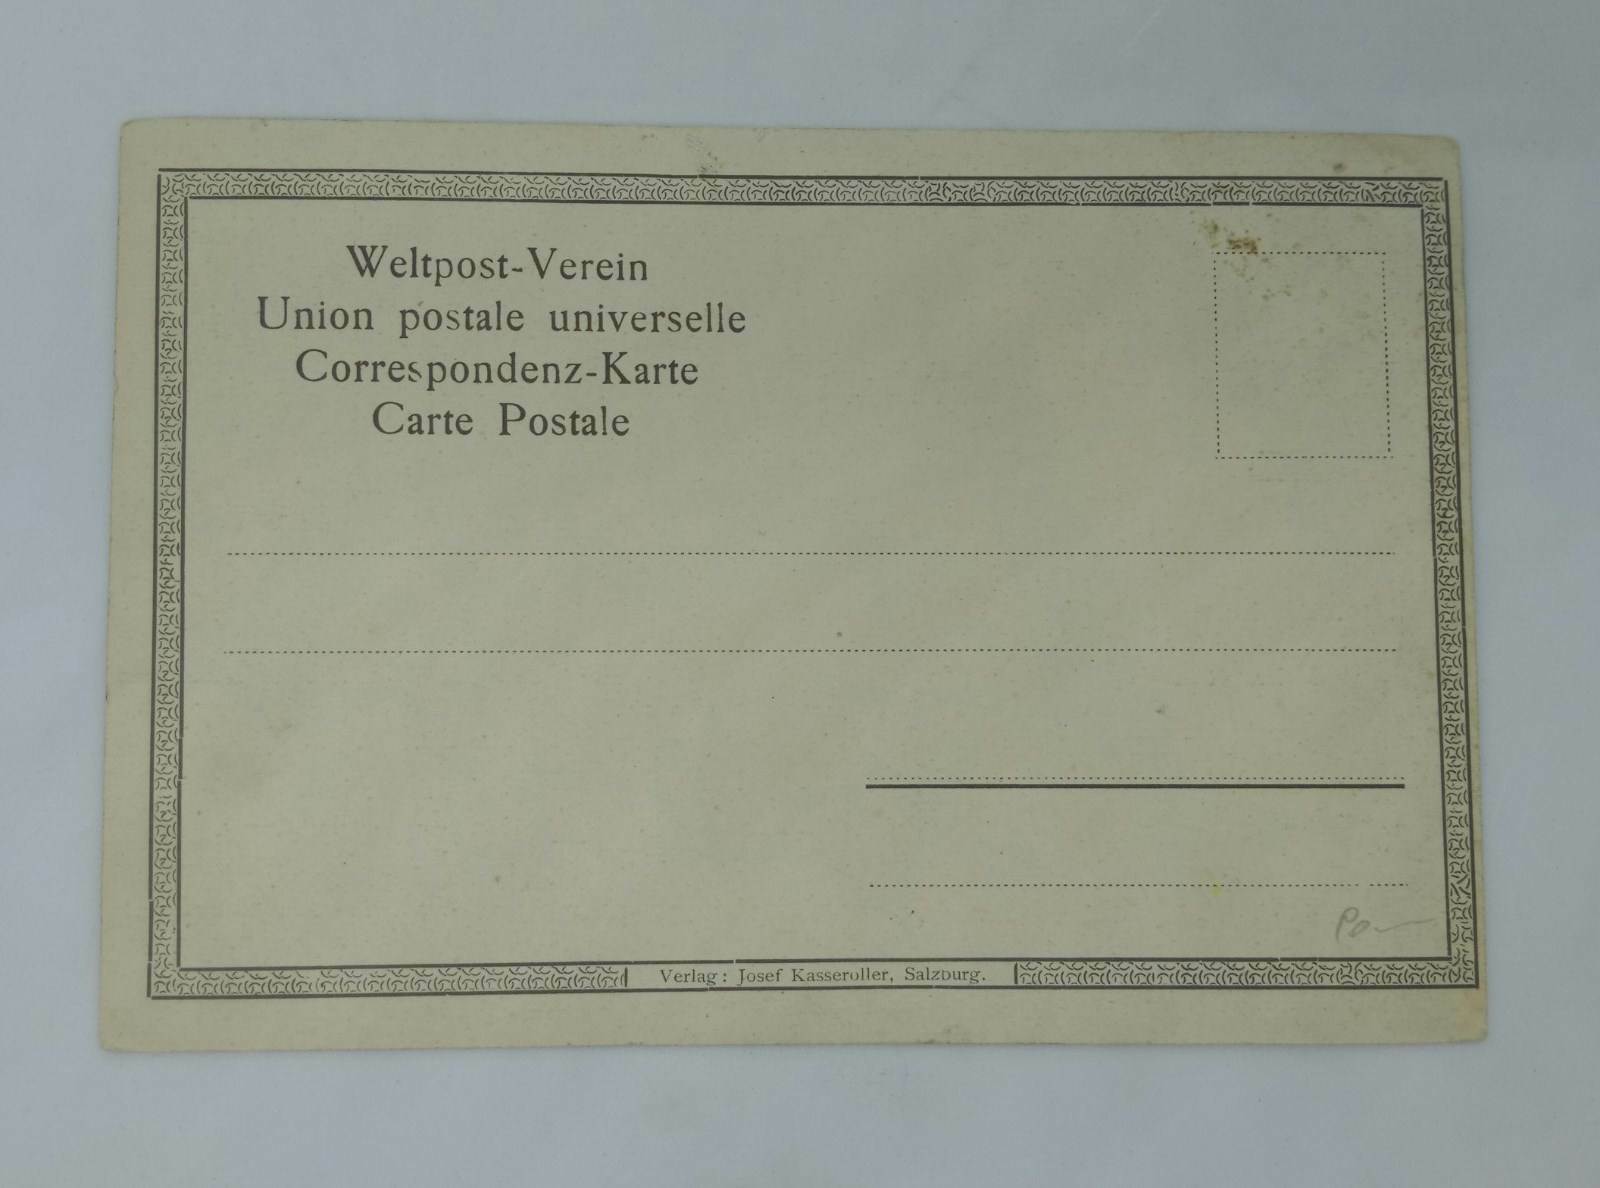 Weltpost-Verein
Union postale universelle
Correspondenz-Karte
Carte Postale
Verlag: Josef Kasseroller, Salzburg.